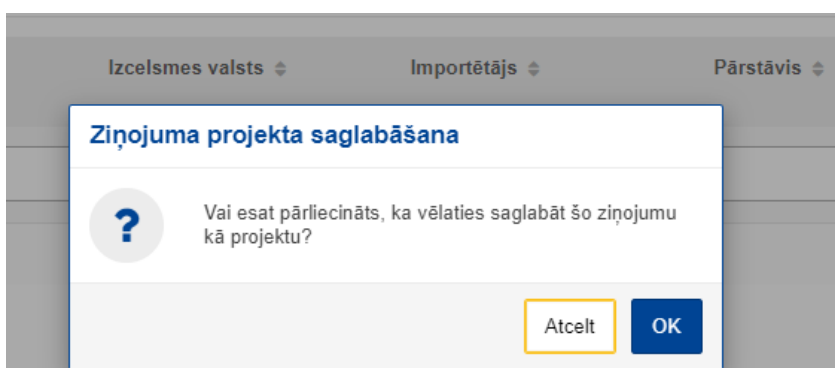 Izcelsmes valsts Importētājs Pārstāvis
Ziņojuma projekta saglabāšana
Vai esat pārliecināts, ka vēlaties saglabāt šo ziņojumu
kā projektu?
Atcelt OK